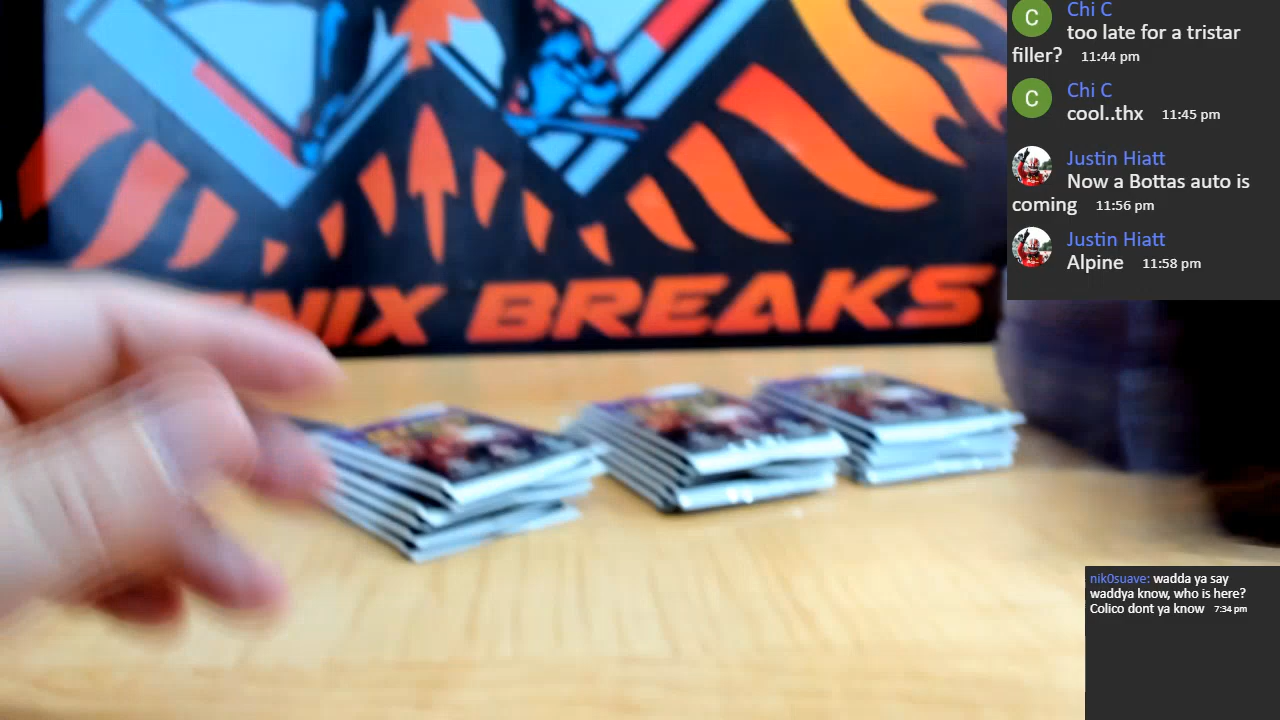 Chi C
too late for a tristar
filler? 11:44 pm
C
Chi C
cool..thx 11:45 pm
C
Justin Hiatt
Now a Bottas auto is
coming 11:56 pm
Justin Hiatt
Alpine 11:58 pm
NIX BREAKS
nik0suave: wadda ya say
waddya know, who is here?
Colico dont ya know 7:34 pm